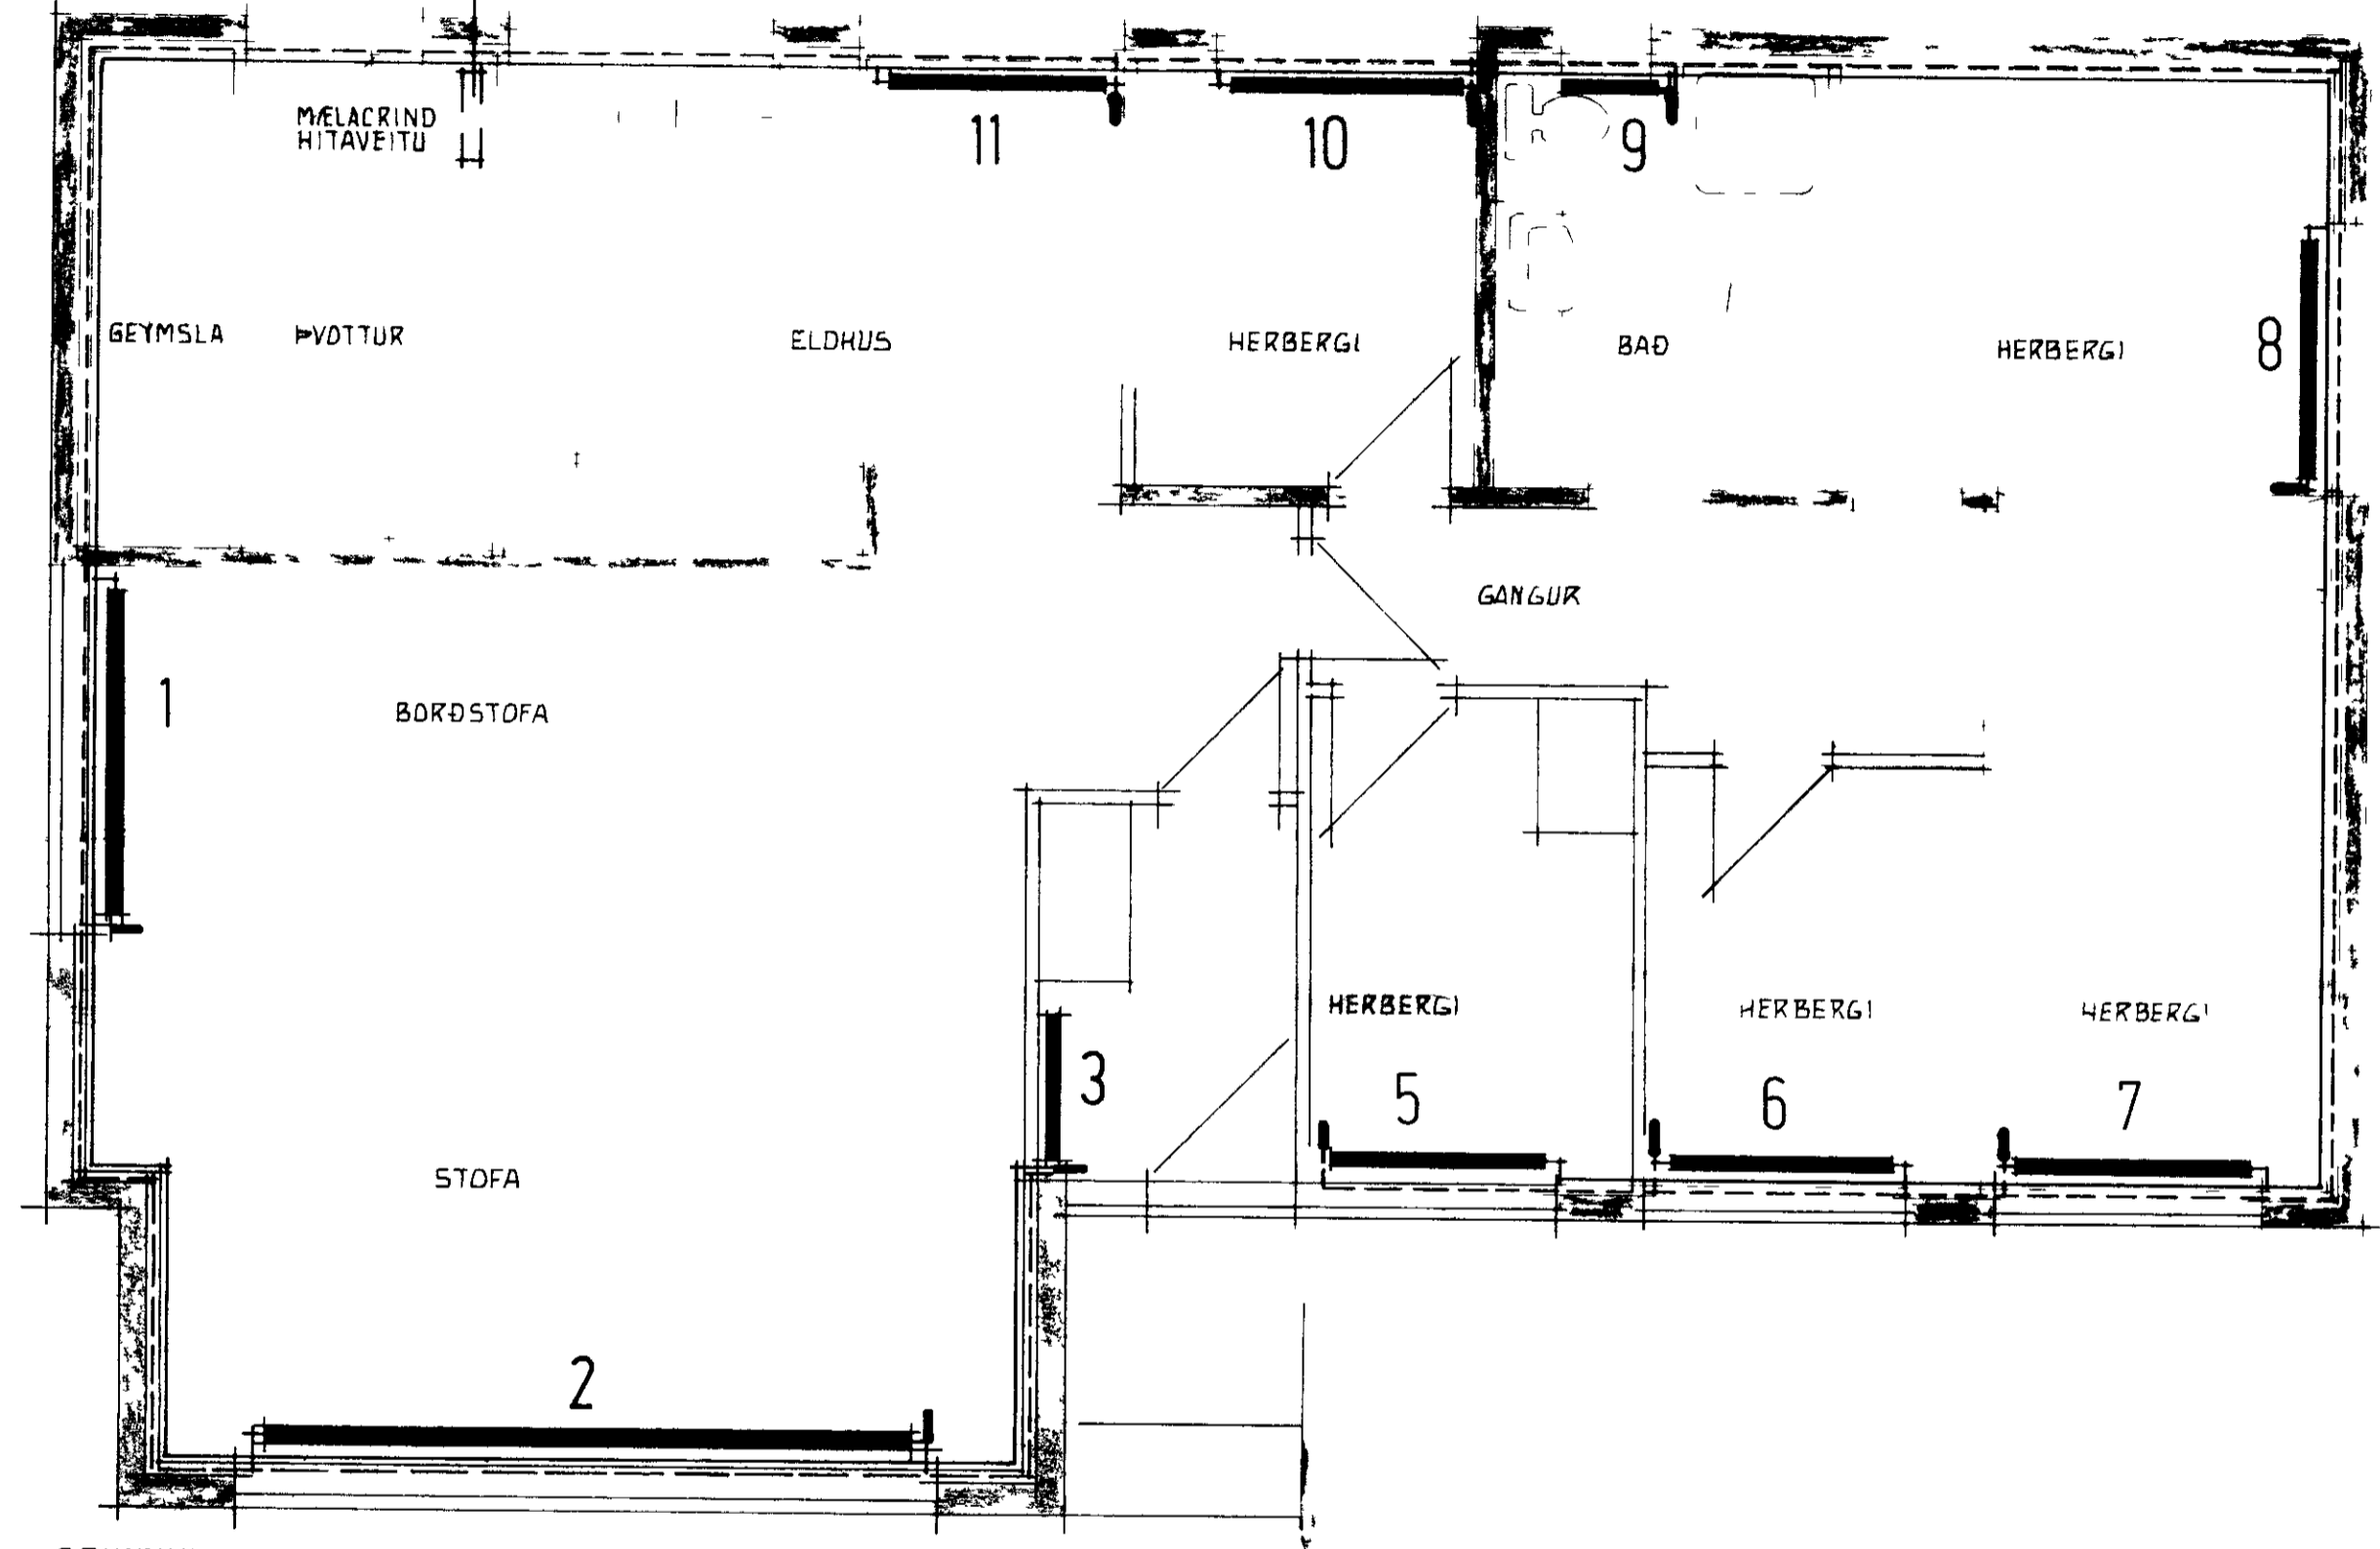 MÆLAGRIND
HITAVEITU
11
10
9
GEYMSLA
ÞVOTTUR
ELDHUS
HERBERGI
BAÐ
HERBERGI
8
GANGUR
1
BORÐSTOFA
HERBERGI
HERBERGI
HERBERGI
3
5
6
7
STOFA
2